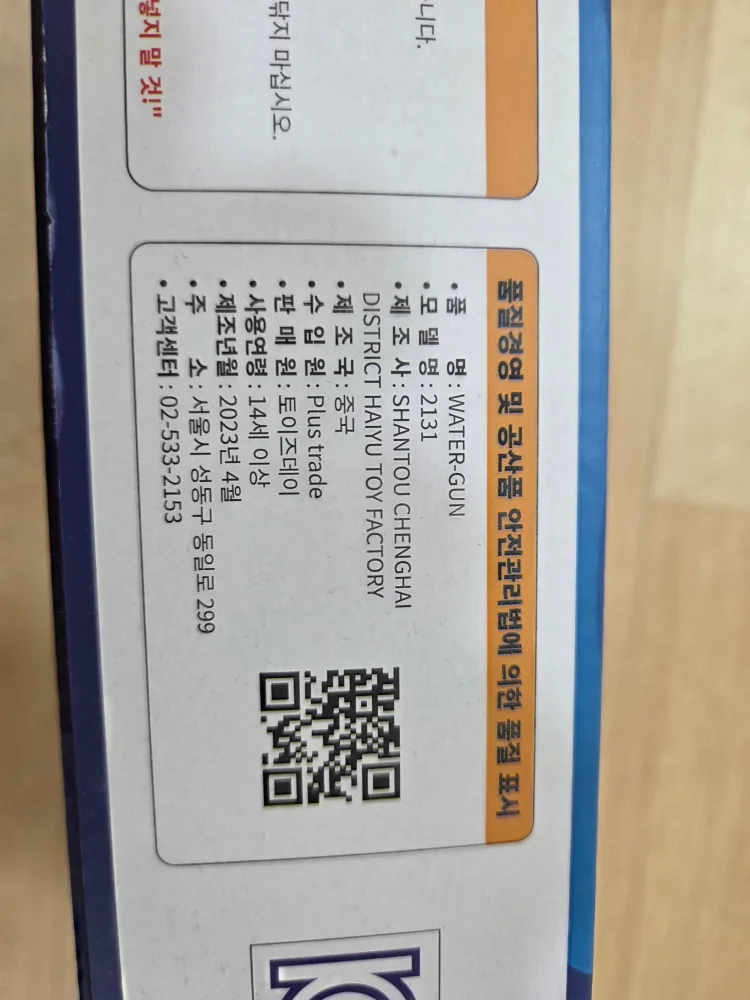 니다.
닦지 마십시오.
넣지 말 것!"
품질경영 및 공산품 안전관리법에 의한 품질 표시
• 품 명 : WATER-GUN
• 모 델 명 : 2131
• 제 조 사 : SHANTOU CHENGHAI
DISTRICT HAIYU TOY FACTORY
• 제 조 국 : 중국
• 수 입 원 : Plus trade
• 판 매 원 : 토이즈데이
• 사용연령 : 14세 이상
• 제조년월 : 2023년 4월
• 주 소 : 서울시 성동구 동일로 299
• 고객센터 : 02-533-2153